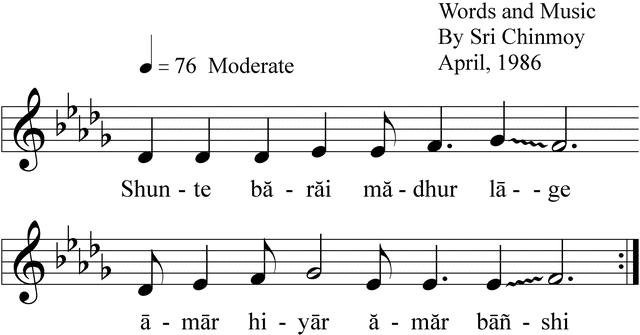 Words and Music
By Sri Chinmoy
= 76 Moderate
April, 1986
Shun - te bă - răi mă - dhur lā - - ge
ā - mār hi - yār ă - măr bāñ - shi